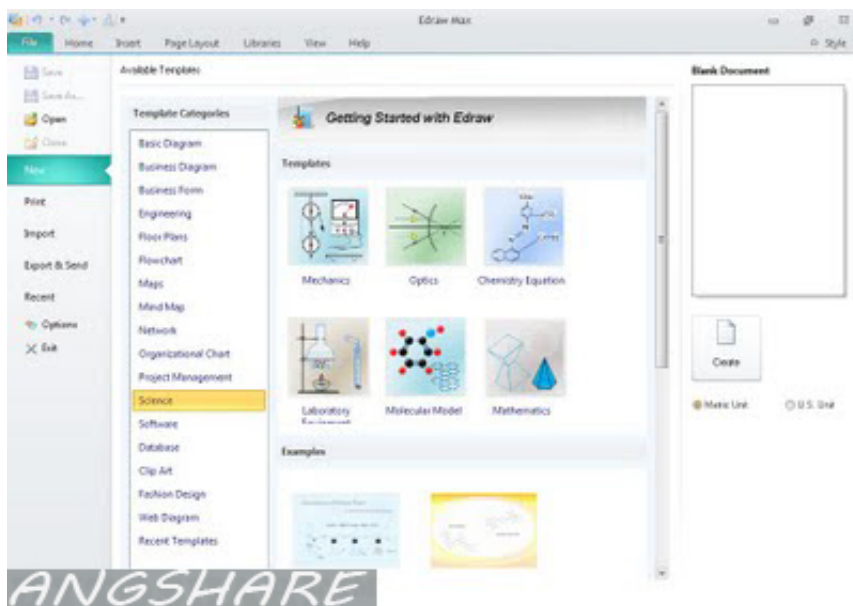 Edraw Max
File Home Insert Page Layout Libraries View Help Style
Save
Save As...
Open
Close
New
Print
Import
Export & Send
Recent
Options
Exit
Available Templates
Template Categories
Basic Diagram
Business Diagram
Business Form
Engineering
Floor Plans
Flowchart
Maps
Mind Map
Network
Organizational Chart
Project Management
Science
Software
Database
Clip Art
Fashion Design
Web Diagram
Recent Templates
Getting Started with Edraw
Templates
Mechanics Optics Chemistry Equation
Laboratory Molecular Model Mathematics
Examples
Blank Document
Create
Metric Unit U.S. Unit
ANGSHARE